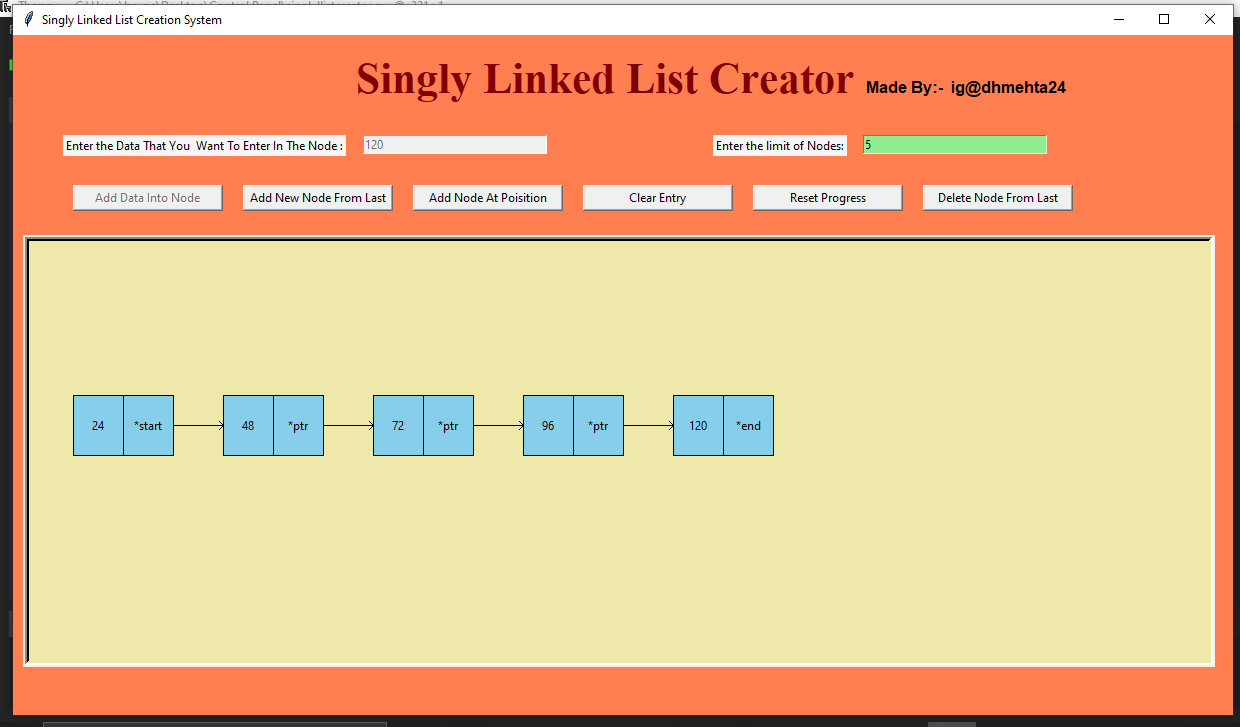 Singly Linked List Creation System
Singly Linked List Creator Made By:- ig@dhmehta24
Enter the Data That You  Want To Enter In The Node : 120 Enter the limit of Nodes: 5
Add Data Into Node Add New Node From Last Add Node At Poisition Clear Entry Reset Progress Delete Node From Last
24 *start 48 *ptr 72 *ptr 96 *ptr 120 *end